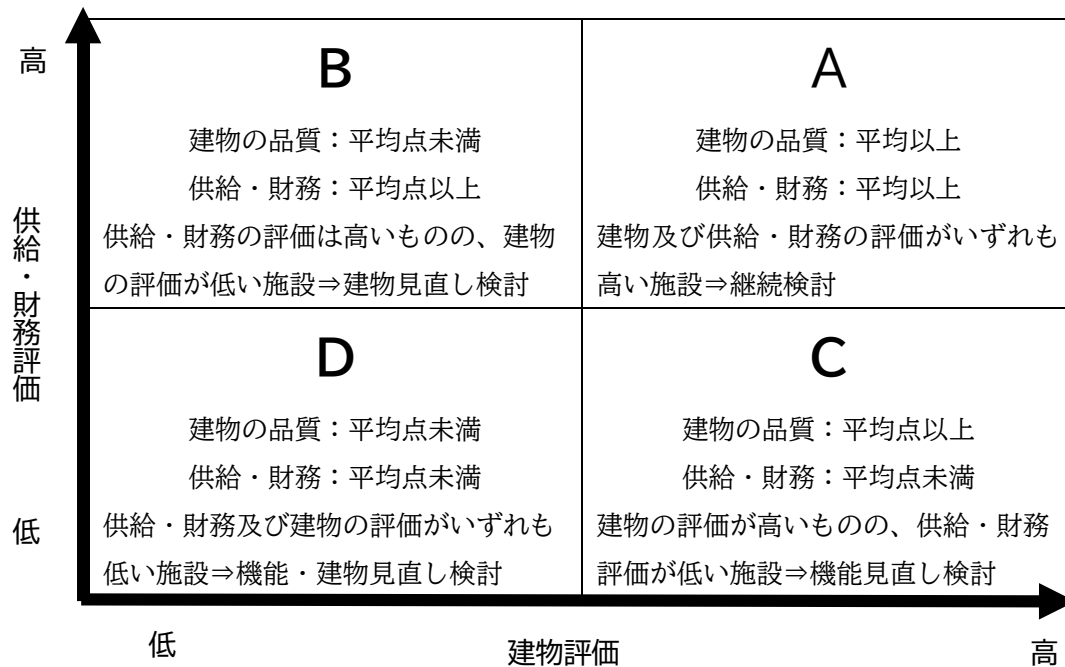 高
供給・財務評価
低
B
建物の品質：平均点未満
供給・財務：平均点以上
供給・財務の評価は高いものの、建物
の評価が低い施設⇒建物見直し検討
A
建物の品質：平均以上
供給・財務：平均以上
建物及び供給・財務の評価がいずれも
高い施設⇒継続検討
D
建物の品質：平均点未満
供給・財務：平均点未満
供給・財務及び建物の評価がいずれも
低い施設⇒機能・建物見直し検討
C
建物の品質：平均点以上
供給・財務：平均点未満
建物の評価が高いものの、供給・財務
評価が低い施設⇒機能見直し検討
低
建物評価
高